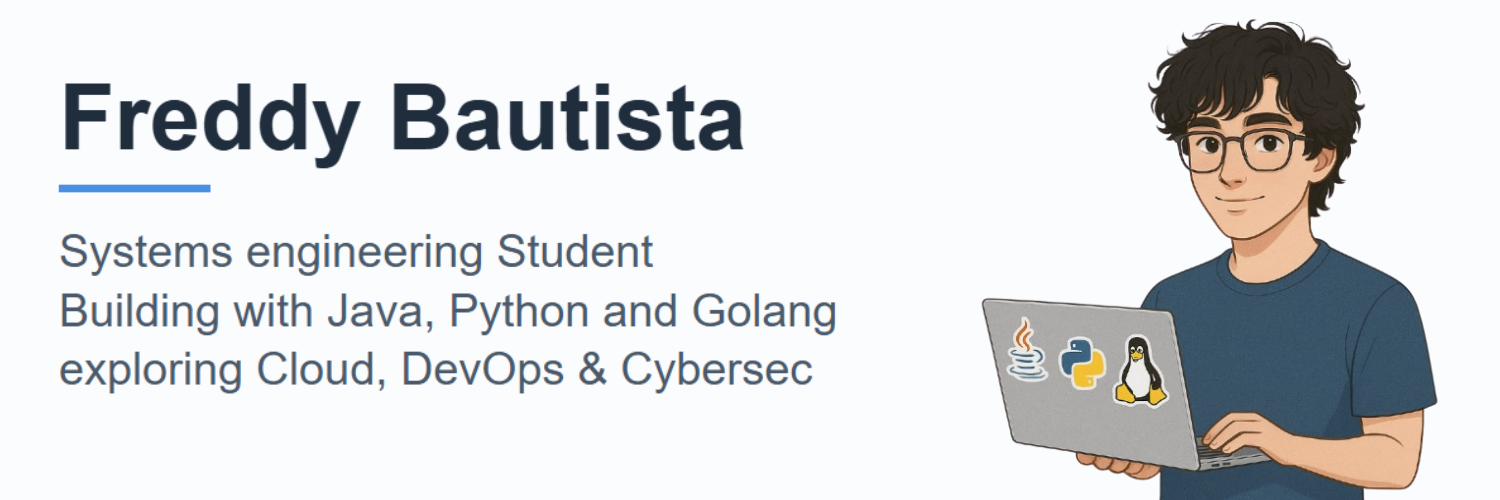 Freddy Bautista
Systems engineering Student
Building with Java, Python and Golang
exploring Cloud, DevOps & Cybersec